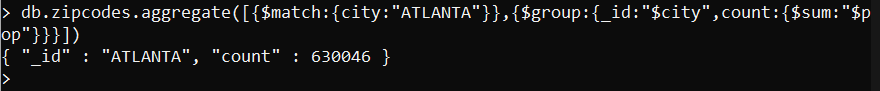 > db.zipcodes.aggregate([{$match:{city:"ATLANTA"}},{$group:{_id:"$city",count:{$sum:"$p
op"}}}])
{ "_id" : "ATLANTA", "count" : 630046 }
>